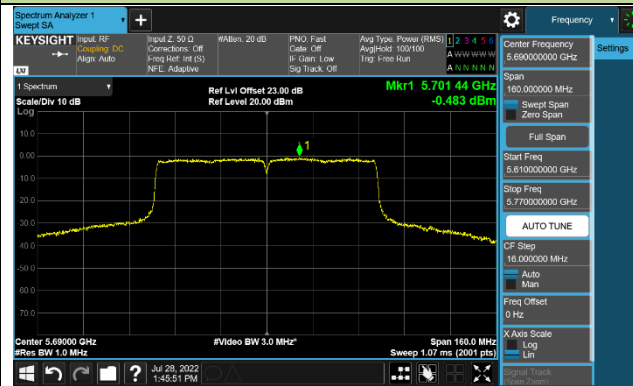 Spectrum Analyzer 1
Swept SA
Frequency
KEYSIGHT
Input: RF
Coupling: DC
Align: Auto
Input Z: 50 Ω
Corrections: Off
Freq Ref: Int (S)
NFE: Adaptive
#Atten: 20 dB
PNO: Fast
Gate: Off
IF Gain: Low
Sig Track: Off
Avg Type: Power (RMS)
Avg|Hold: 100/100
Trig: Free Run
1 2 3 4 5 6
A W W W W W
A N N N N N
LXI
1 Spectrum
Scale/Div 10 dB
Log
Ref Lvl Offset 23.00 dB
Ref Level 20.00 dBm
Mkr1 5.701 44 GHz
-0.483 dBm
1
10.0
0.00
-10.0
-20.0
-30.0
-40.0
-50.0
-60.0
-70.0
Center 5.69000 GHz
#Res BW 1.0 MHz
#Video BW 3.0 MHz*
Span 160.0 MHz
Sweep 1.07 ms (2001 pts)
Jul 28, 2022
1:45:51 PM
Settings
Center Frequency
5.690000000 GHz
Span
160.000000 MHz
Swept Span
Zero Span
Full Span
Start Freq
5.610000000 GHz
Stop Freq
5.770000000 GHz
AUTO TUNE
CF Step
16.000000 MHz
Auto
Man
Freq Offset
0 Hz
X Axis Scale
Log
Lin
Signal Track
(Span Zoom)